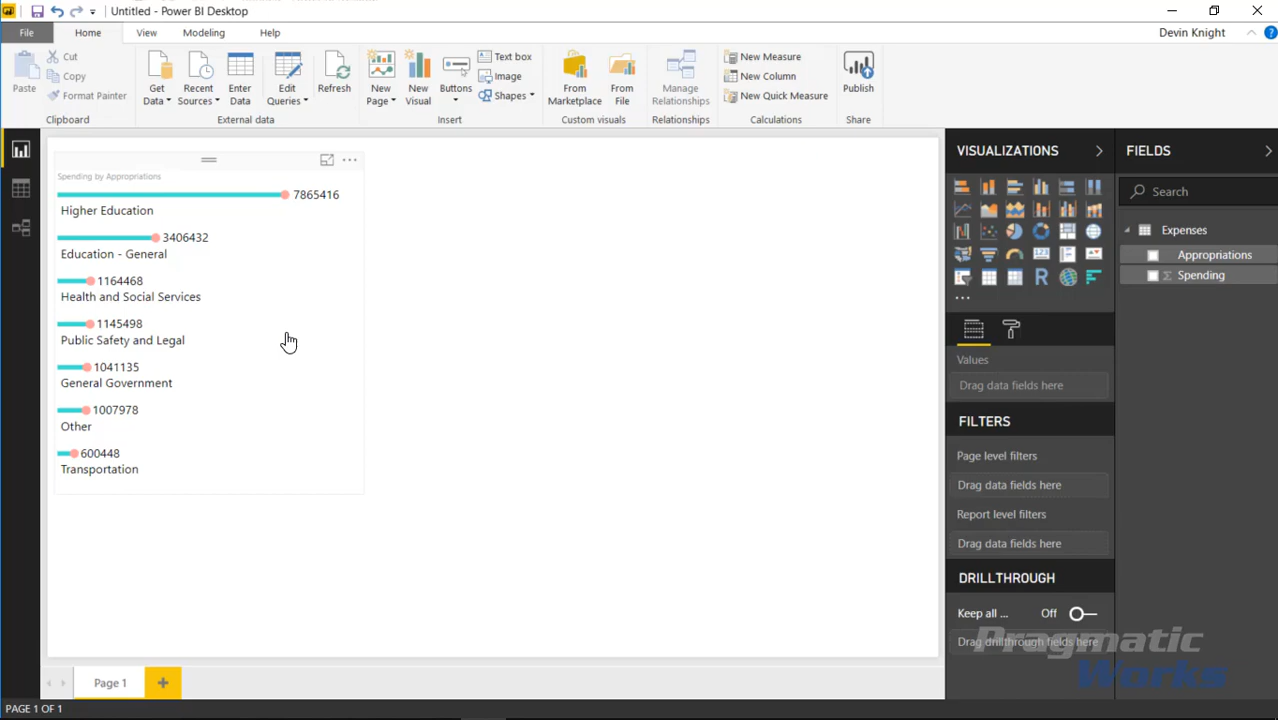 Untitled - Power BI Desktop
File Home View Modeling Help Devin Knight
Paste
Cut
Copy
Format Painter
Clipboard
Get Data
Recent Sources
Enter Data
Edit Queries
Refresh
External data
New Page
New Visual
Buttons
Text box
Image
Shapes
Insert
From Marketplace
From File
Custom visuals
Manage Relationships
Relationships
New Measure
New Column
New Quick Measure
Calculations
Publish
Share
Spending by Appropriations
7865416
Higher Education
3406432
Education - General
1164468
Health and Social Services
1145498
Public Safety and Legal
1041135
General Government
1007978
Other
600448
Transportation
VISUALIZATIONS
R
123
Values
Drag data fields here
FILTERS
Page level filters
Drag data fields here
Report level filters
Drag data fields here
DRILLTHROUGH
Keep all ... Off
Drag drillthrough fields here
FIELDS
Search
Expenses
Appropriations
Σ Spending
Pragmatic
Works
Page 1
PAGE 1 OF 1